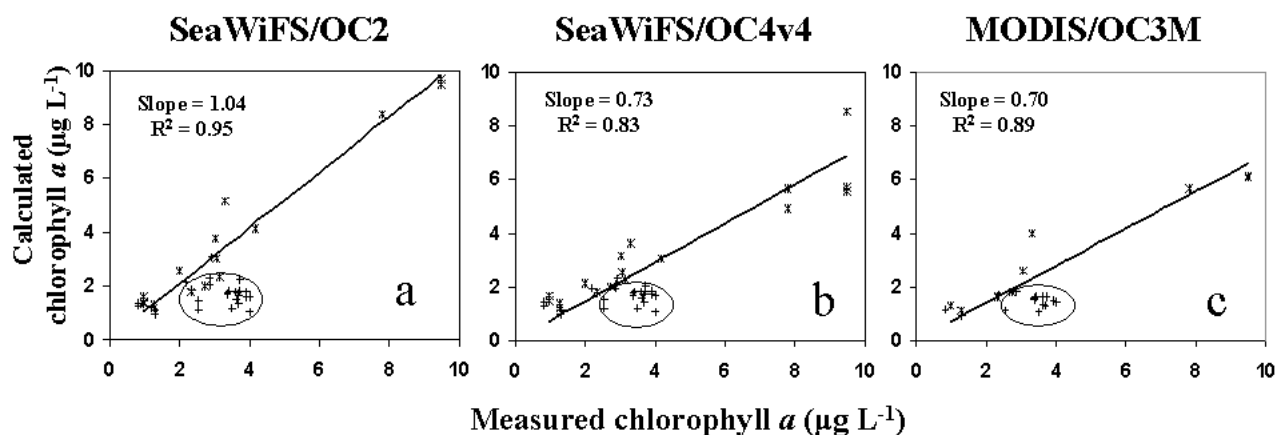 SeaWiFS/OC2
SeaWiFS/OC4v4
MODIS/OC3M
Calculated
chlorophyll a (µg L-1)
10
8
6
4
2
0
Slope = 1.04
R2 = 0.95
a
0 2 4 6 8 10
10
8
6
4
2
0
Slope = 0.73
R2 = 0.83
b
0 2 4 6 8 10
10
8
6
4
2
0
Slope = 0.70
R2 = 0.89
c
0 2 4 6 8 10
Measured chlorophyll a (µg L-1)